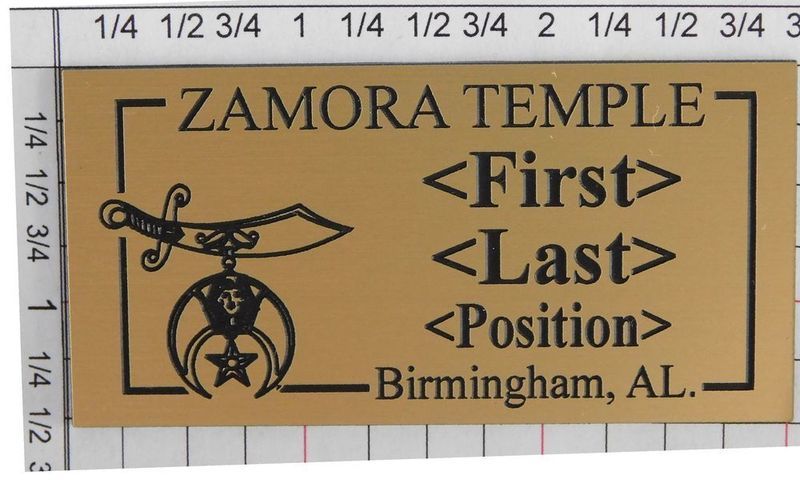 1/4 1/2 3/4 1 1/4 1/2 3/4 2 1/4 1/2 3/4 3
1/4
1/2
3/4
1
1/4
1/2
3
ZAMORA TEMPLE
<First>
<Last>
<Position>
Birmingham, AL.